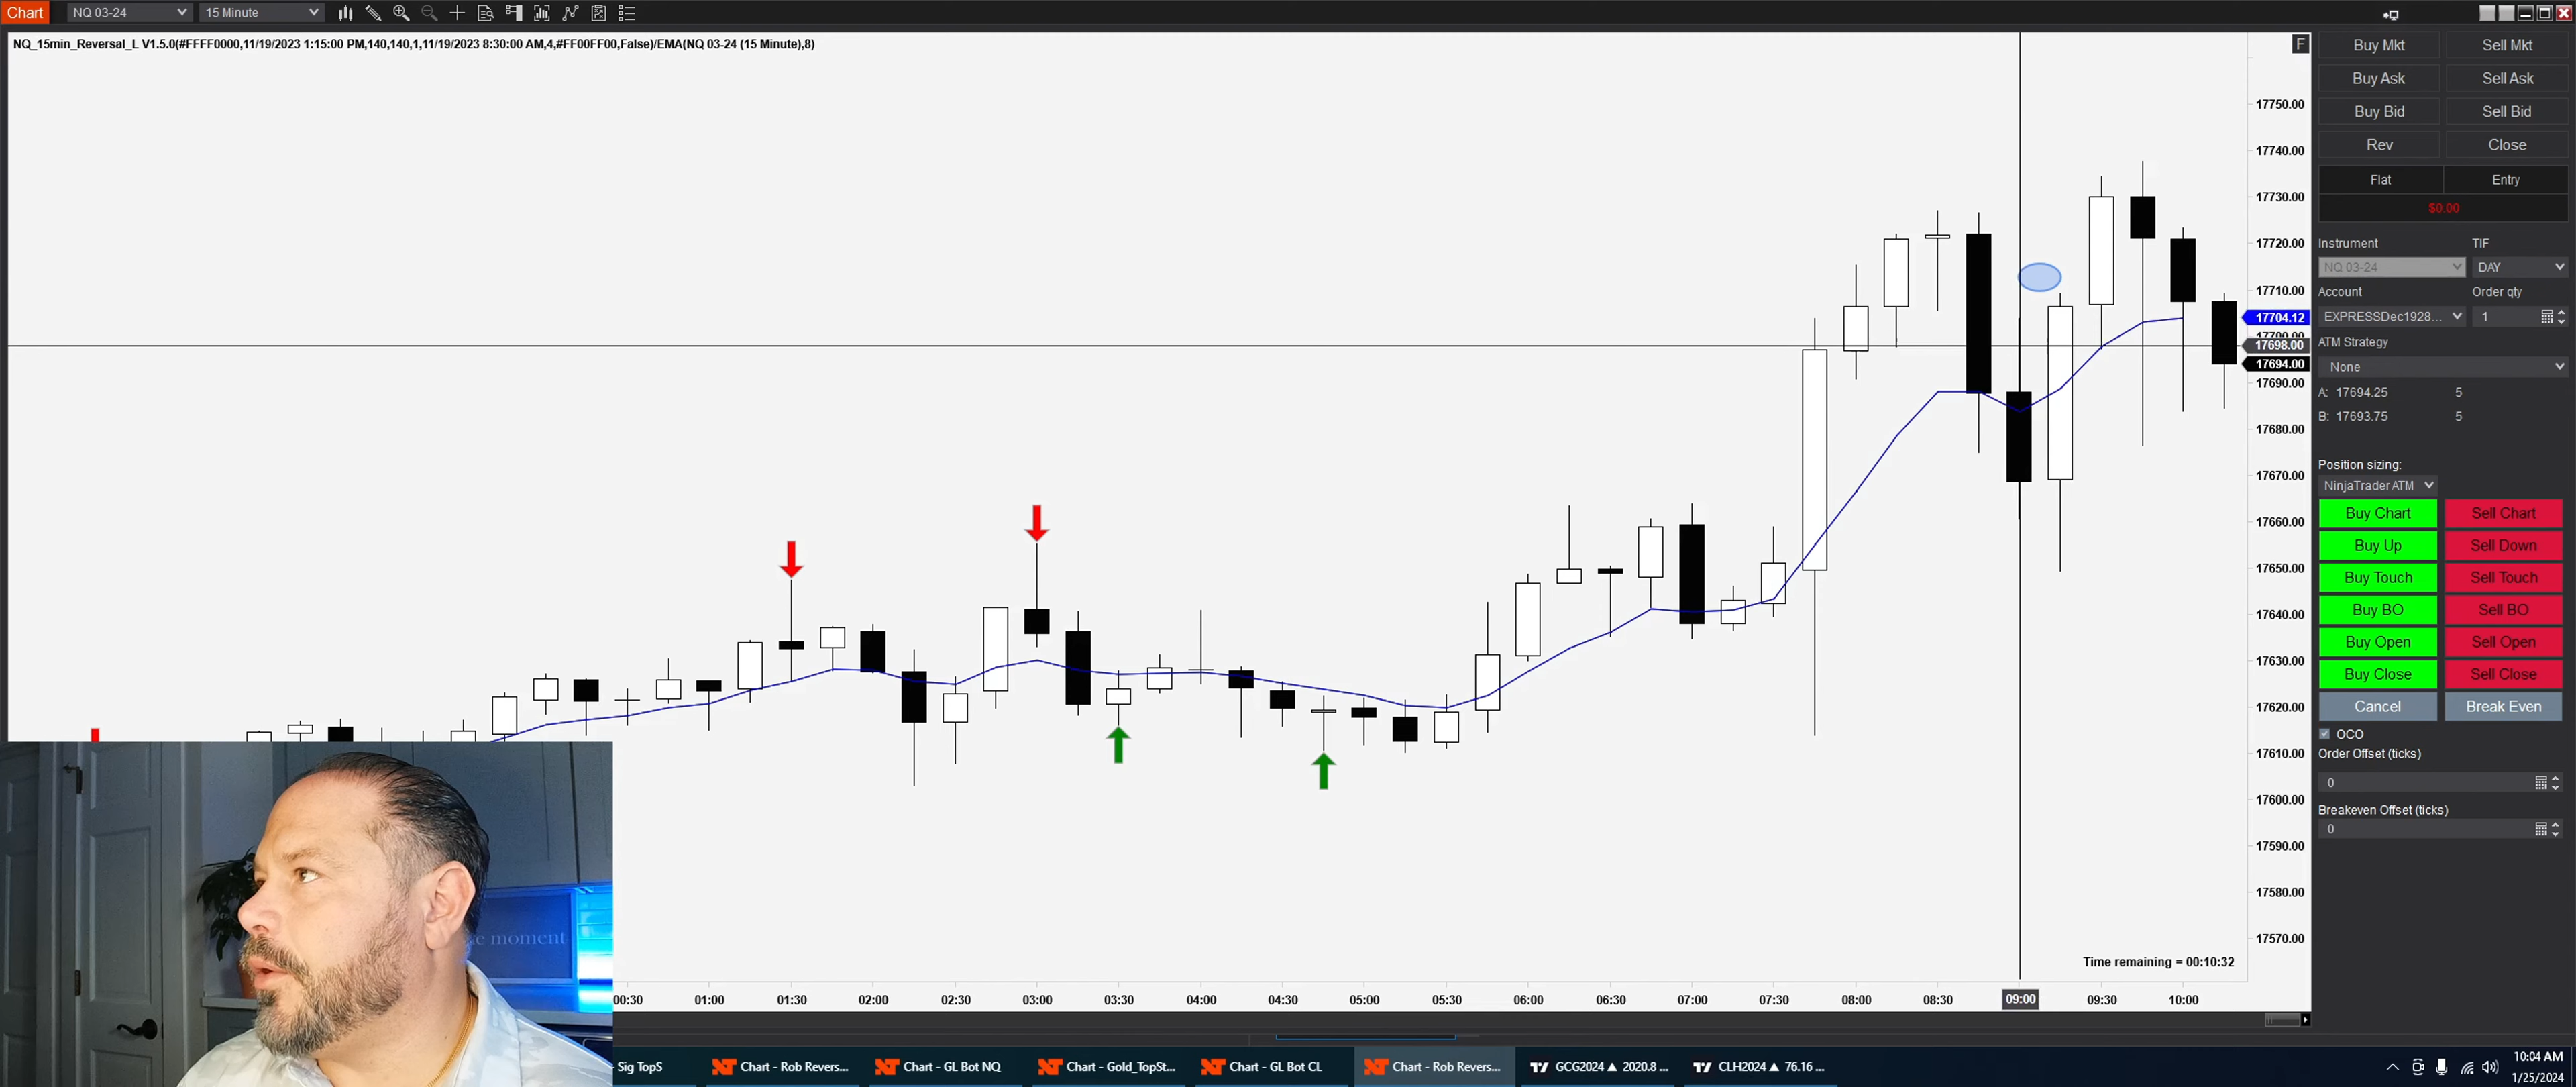 Chart NQ 03-24 15 Minute
NQ_15min_Reversal_L V1.5.0(#FFFF0000,11/19/2023 1:15:00 PM,140,140,1,11/19/2023 8:30:00 AM,4,#FF00FF00,False)/EMA(NQ 03-24 (15 Minute),8)
F
17750.00
17740.00
17730.00
17720.00
17710.00
17704.12
17698.00
17694.00
17690.00
17680.00
17670.00
17660.00
17650.00
17640.00
17630.00
17620.00
17610.00
17600.00
17590.00
17580.00
17570.00
Time remaining = 00:10:32
00:30 01:00 01:30 02:00 02:30 03:00 03:30 04:00 04:30 05:00 05:30 06:00 06:30 07:00 07:30 08:00 08:30 09:00 09:30 10:00
Buy Mkt Sell Mkt
Buy Ask Sell Ask
Buy Bid Sell Bid
Rev Close
Flat Entry
$0.00
Instrument TIF
NQ 03-24 DAY
Account Order qty
EXPRESSDec1928... 1
ATM Strategy
None
A: 17694.25 5
B: 17693.75 5
Position sizing:
NinjaTrader ATM
Buy Chart Sell Chart
Buy Up Sell Down
Buy Touch Sell Touch
Buy BO Sell BO
Buy Open Sell Open
Buy Close Sell Close
Cancel Break Even
OCO
Order Offset (ticks)
0
Breakeven Offset (ticks)
0
moment
Sig TopS Chart - Rob Revers... Chart - GL Bot NQ Chart - Gold_TopSt... Chart - GL Bot CL Chart - Rob Revers... GCG2024 ▲ 2020.8 ... CLH2024 ▲ 76.16 ...
10:04 AM
1/25/2024